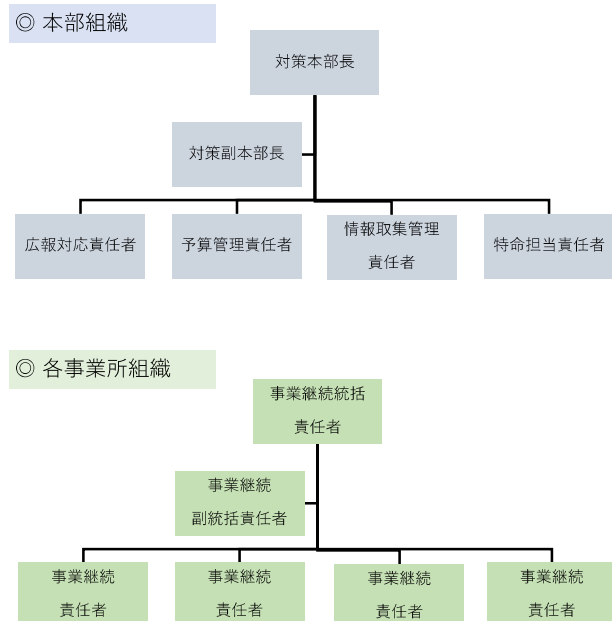 ◎ 本部組織
対策本部長
対策副本部長
広報対応責任者
予算管理責任者
情報取集管理
責任者
特命担当責任者
◎ 各事業所組織
事業継続統括
責任者
事業継続
副統括責任者
事業継続
責任者
事業継続
責任者
事業継続
責任者
事業継続
責任者